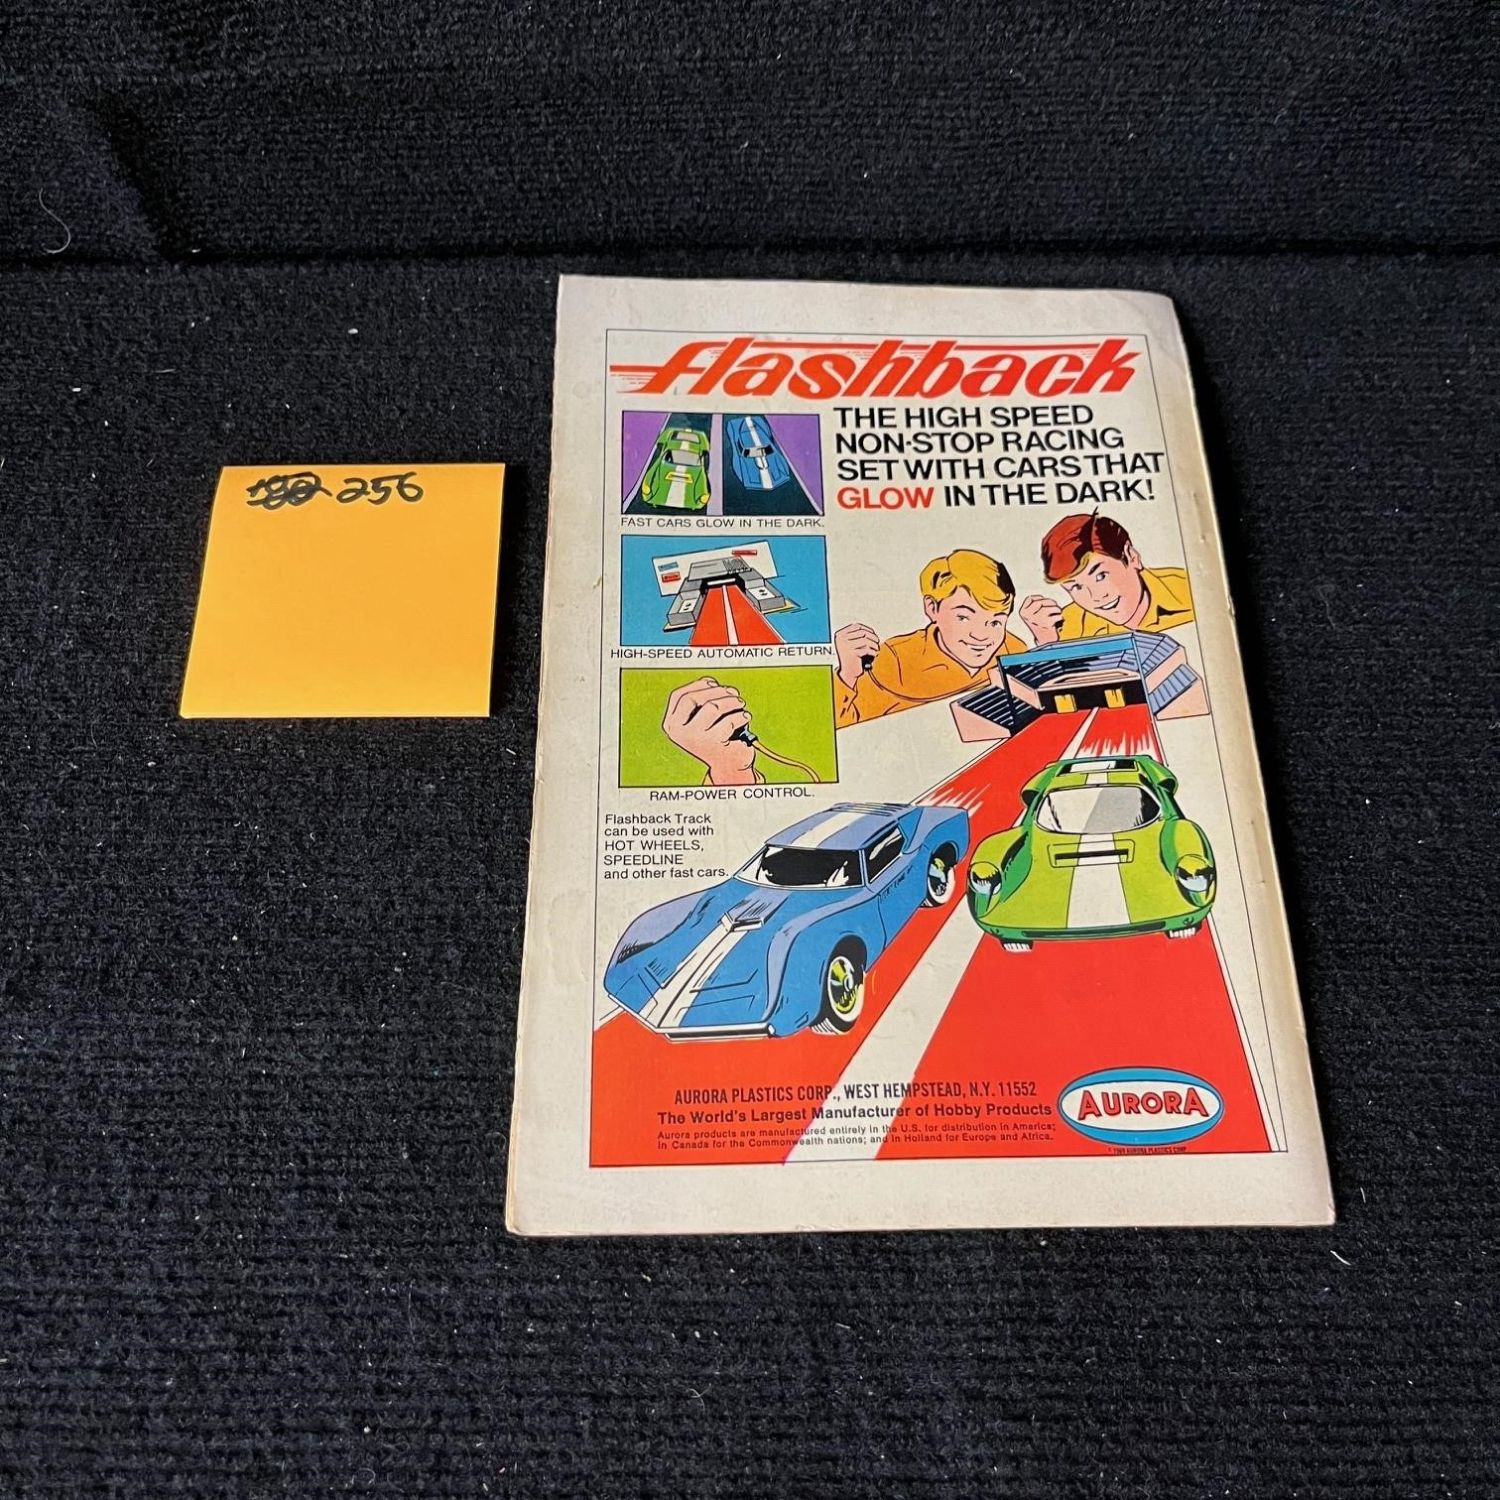 256
flashback
THE HIGH SPEED
NON-STOP RACING
SET WITH CARS THAT
GLOW IN THE DARK!
FAST CARS GLOW IN THE DARK.
HIGH-SPEED AUTOMATIC RETURN.
RAM-POWER CONTROL.
Flashback Track
can be used with
HOT WHEELS,
SPEEDLINE
and other fast cars.
AURORA PLASTICS CORP., WEST HEMPSTEAD, N.Y. 11552
The World's Largest Manufacturer of Hobby Products
Aurora products are manufactured entirely in the U.S. for distribution in America;
in Canada for the Commonwealth nations; and in Holland for Europe and Africa.
AURORA
AURORA PLASTICS CORP